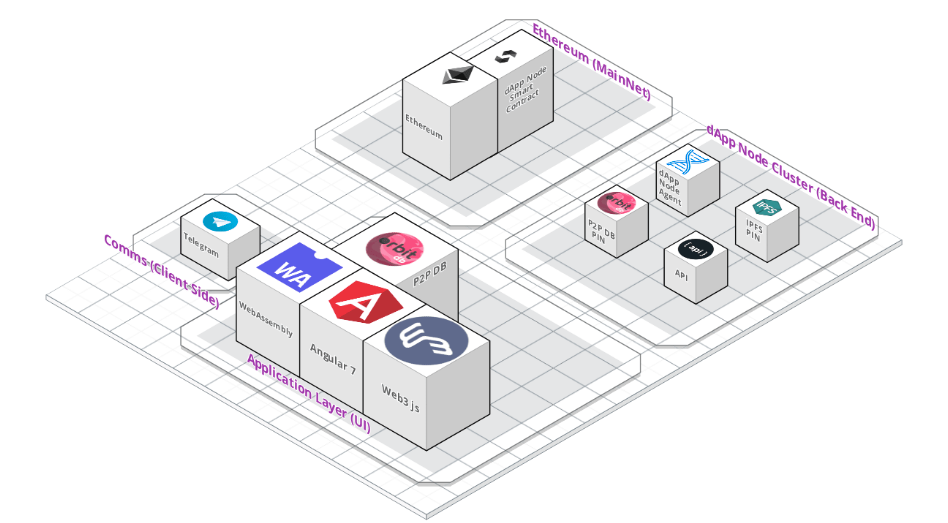 Ethereum (MainNet)
Ethereum
dApp Node
Smart
Contract
dApp Node Cluster (Back End)
dApp
Node
Agent
orbit
P2P DB
PIN
IPFS
IPFS
PIN
{api}
API
Comms (Client Side)
Telegram
WA
WebAssembly
orbit
db
P2P DB
A
Angular 7
Web3 js
Application Layer (UI)